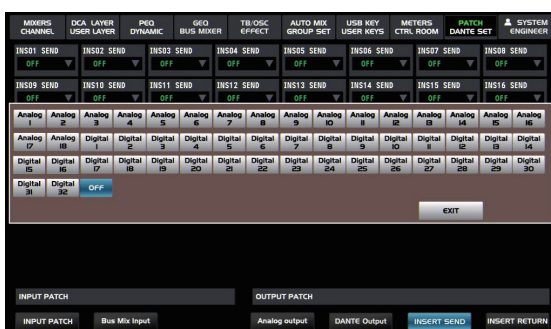 MIXERS DCA LAYER PEQ GEQ TB/OSC AUTO MIX USB KEY METERS PATCH SYSTEM
CHANNEL USER LAYER DYNAMIC BUS MIXER EFFECT GROUP SET USER KEYS CTRL ROOM DANTE SET ENGINEER
INS01 SEND INS02 SEND INS03 SEND INS04 SEND INS05 SEND INS06 SEND INS07 SEND INS08 SEND
OFF OFF OFF OFF OFF OFF OFF OFF
INS09 SEND INS10 SEND INS11 SEND INS12 SEND INS13 SEND INS14 SEND INS15 SEND INS16 SEND
OFF OFF OFF OFF OFF OFF OFF OFF
Analog Analog Analog Analog Analog Analog Analog Analog Analog Analog Analog Analog Analog Analog Analog Analog
1 2 3 4 5 6 7 8 9 10 11 12 13 14 15 16
Analog Analog Digital Digital Digital Digital Digital Digital Digital Digital Digital Digital Digital Digital Digital Digital
17 18 1 2 3 4 5 6 7 8 9 10 11 12 13 14
Digital Digital Digital Digital Digital Digital Digital Digital Digital Digital Digital Digital Digital Digital Digital Digital
15 16 17 18 19 20 21 22 23 24 25 26 27 28 29 30
Digital Digital OFF
31 32
EXIT
INPUT PATCH OUTPUT PATCH
INPUT PATCH Bus Mix Input Analog output DANTE Output INSERT SEND INSERT RETURN